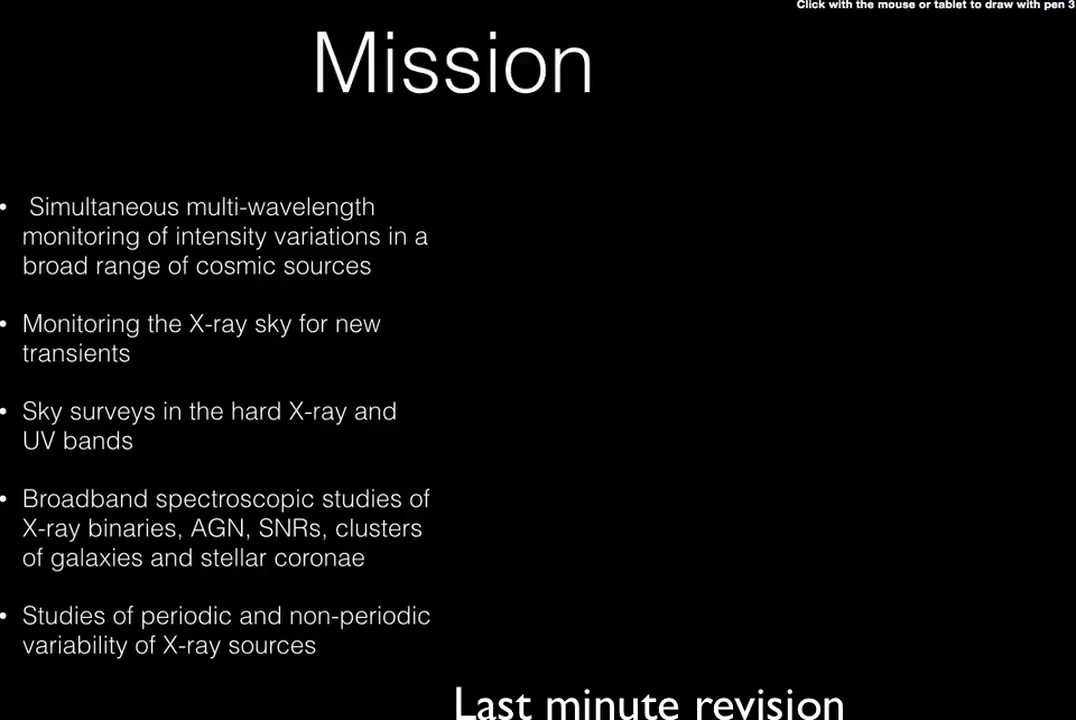 Click with the mouse or tablet to draw with pen 3
Mission
• Simultaneous multi-wavelength
monitoring of intensity variations in a
broad range of cosmic sources
• Monitoring the X-ray sky for new
transients
• Sky surveys in the hard X-ray and
UV bands
• Broadband spectroscopic studies of
X-ray binaries, AGN, SNRs, clusters
of galaxies and stellar coronae
• Studies of periodic and non-periodic
variability of X-ray sources
Last minute revision